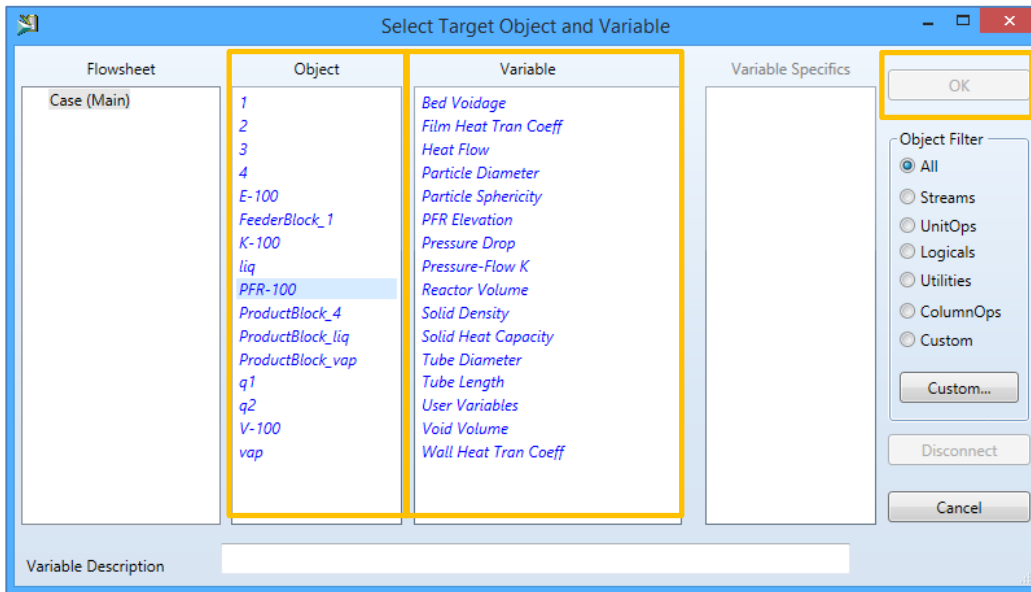 Select Target Object and Variable
Flowsheet
Case (Main)
Object
1
2
3
4
E-100
FeederBlock_1
K-100
liq
PFR-100
ProductBlock_4
ProductBlock_liq
ProductBlock_vap
q1
q2
V-100
vap
Variable
Bed Voidage
Film Heat Tran Coeff
Heat Flow
Particle Diameter
Particle Sphericity
PFR Elevation
Pressure Drop
Pressure-Flow K
Reactor Volume
Solid Density
Solid Heat Capacity
Tube Diameter
Tube Length
User Variables
Void Volume
Wall Heat Tran Coeff
Variable Specifics
OK
Object Filter
All
Streams
UnitOps
Logicals
Utilities
ColumnOps
Custom
Custom...
Disconnect
Cancel
Variable Description